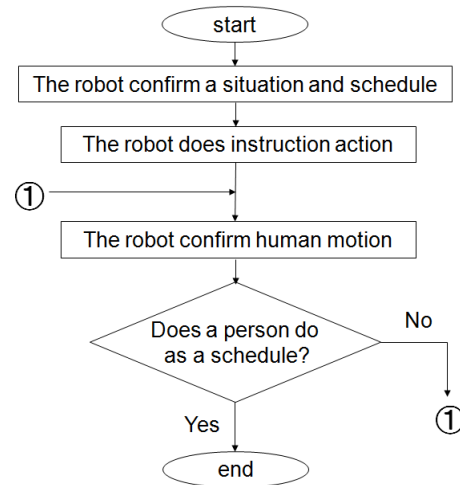 start
The robot confirm a situation and schedule
The robot does instruction action
①
The robot confirm human motion
Does a person do
as a schedule?
No
①
Yes
end